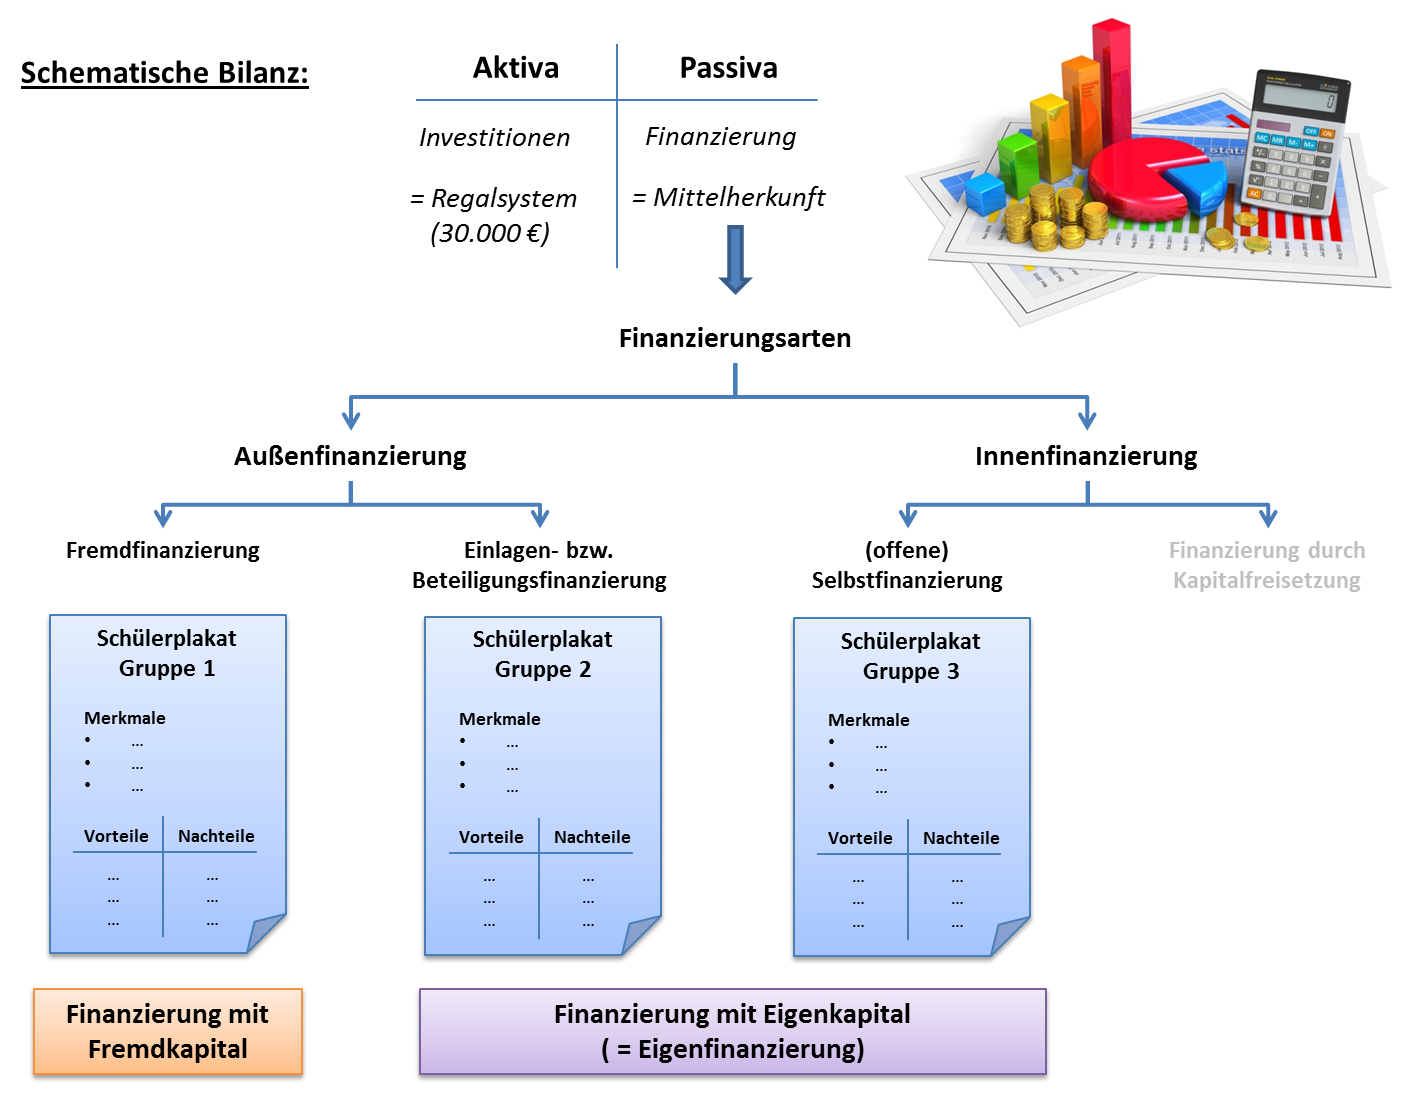 Schematische Bilanz:
Aktiva
Passiva
Investitionen
= Regalsystem
(30.000 €)
Finanzierung
= Mittelherkunft
Finanzierungsarten
Außenfinanzierung
Innenfinanzierung
Fremdfinanzierung
Einlagen- bzw.
Beteiligungsfinanzierung
(offene)
Selbstfinanzierung
Finanzierung durch
Kapitalfreisetzung
Schülerplakat
Gruppe 1
Merkmale
• ...
• ...
• ...
Vorteile Nachteile
... ...
... ...
... ...
Schülerplakat
Gruppe 2
Merkmale
• ...
• ...
• ...
Vorteile Nachteile
... ...
... ...
... ...
Schülerplakat
Gruppe 3
Merkmale
• ...
• ...
• ...
Vorteile Nachteile
... ...
... ...
... ...
Finanzierung mit
Fremdkapital
Finanzierung mit Eigenkapital
( = Eigenfinanzierung)